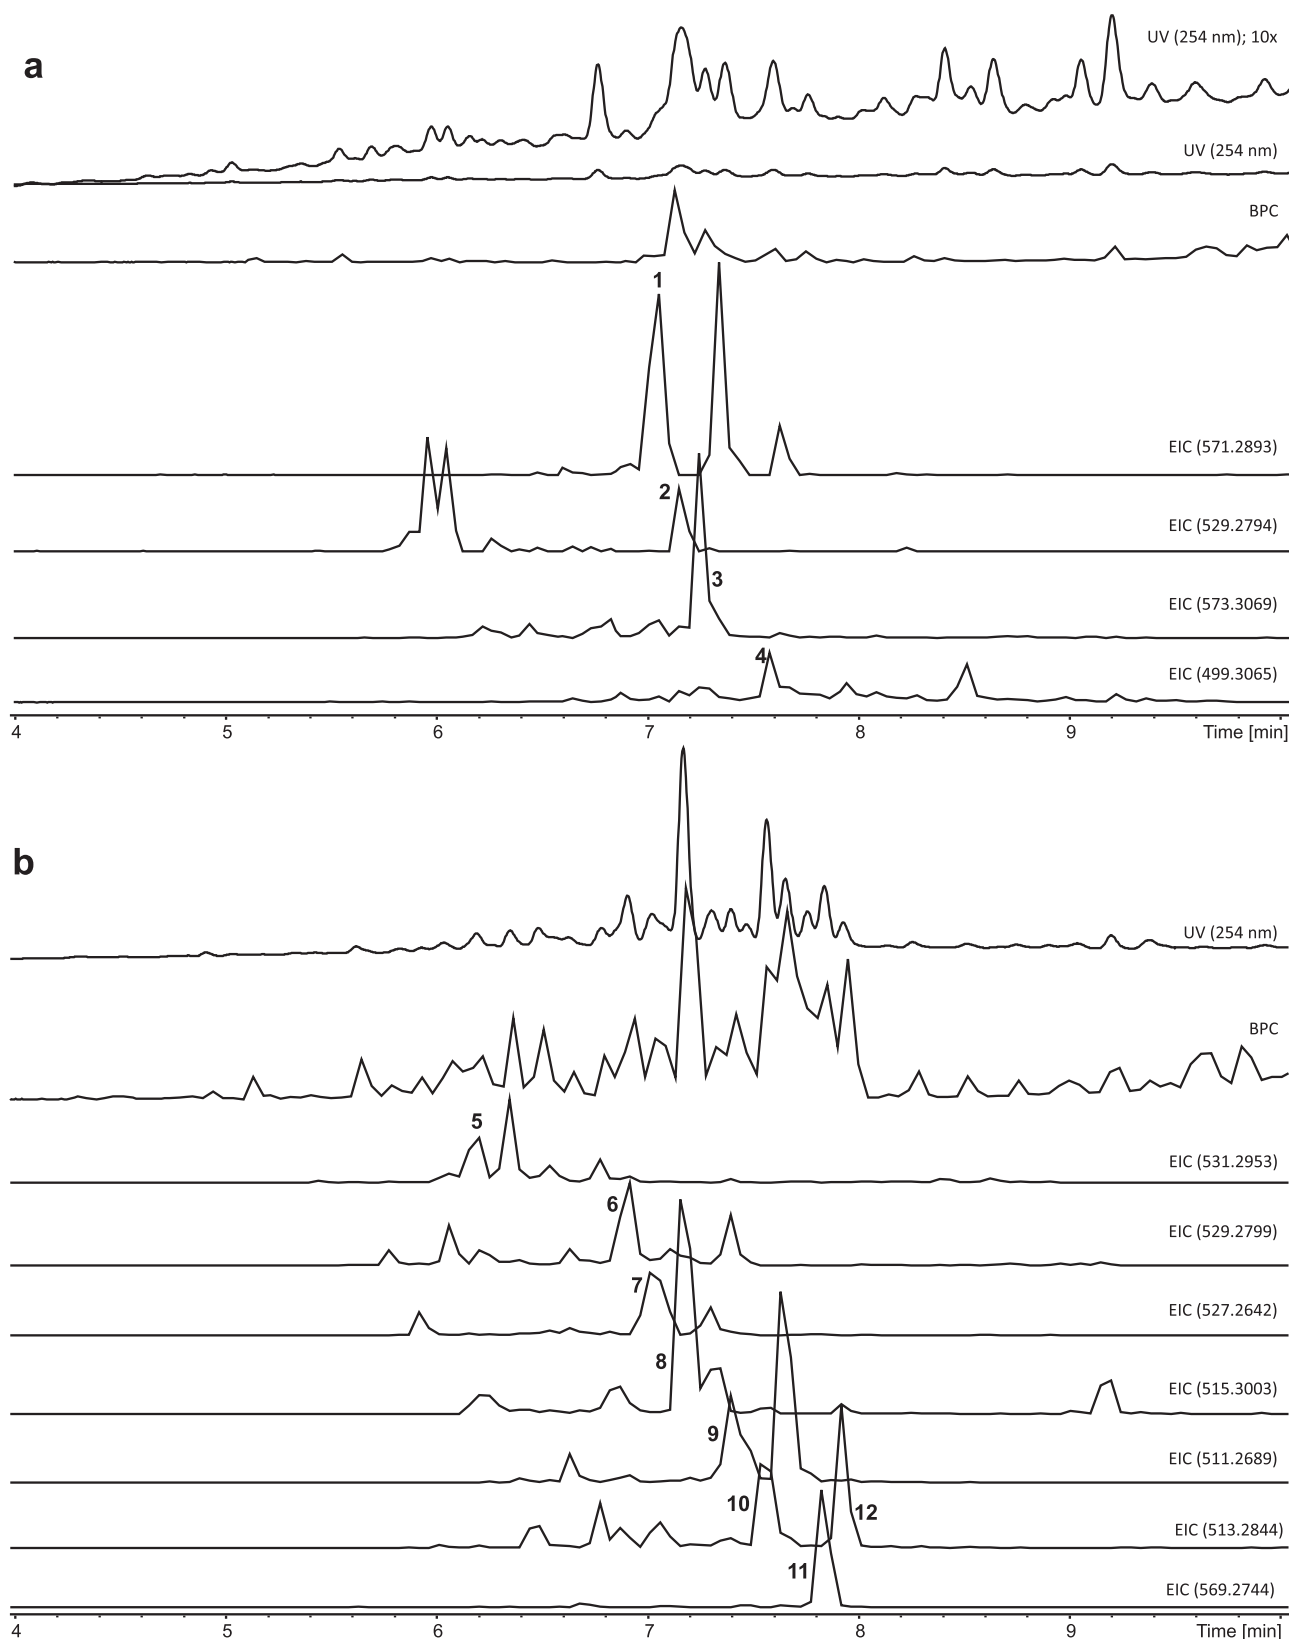 a
UV (254 nm); 10x
UV (254 nm)
BPC
1
EIC (571.2893)
2
EIC (529.2794)
3
EIC (573.3069)
4
EIC (499.3065)
4 5 6 7 8 9 Time [min]
b
UV (254 nm)
BPC
5
EIC (531.2953)
6
EIC (529.2799)
7
EIC (527.2642)
8
EIC (515.3003)
9
EIC (511.2689)
10
12
EIC (513.2844)
11
EIC (569.2744)
4 5 6 7 8 9 Time [min]